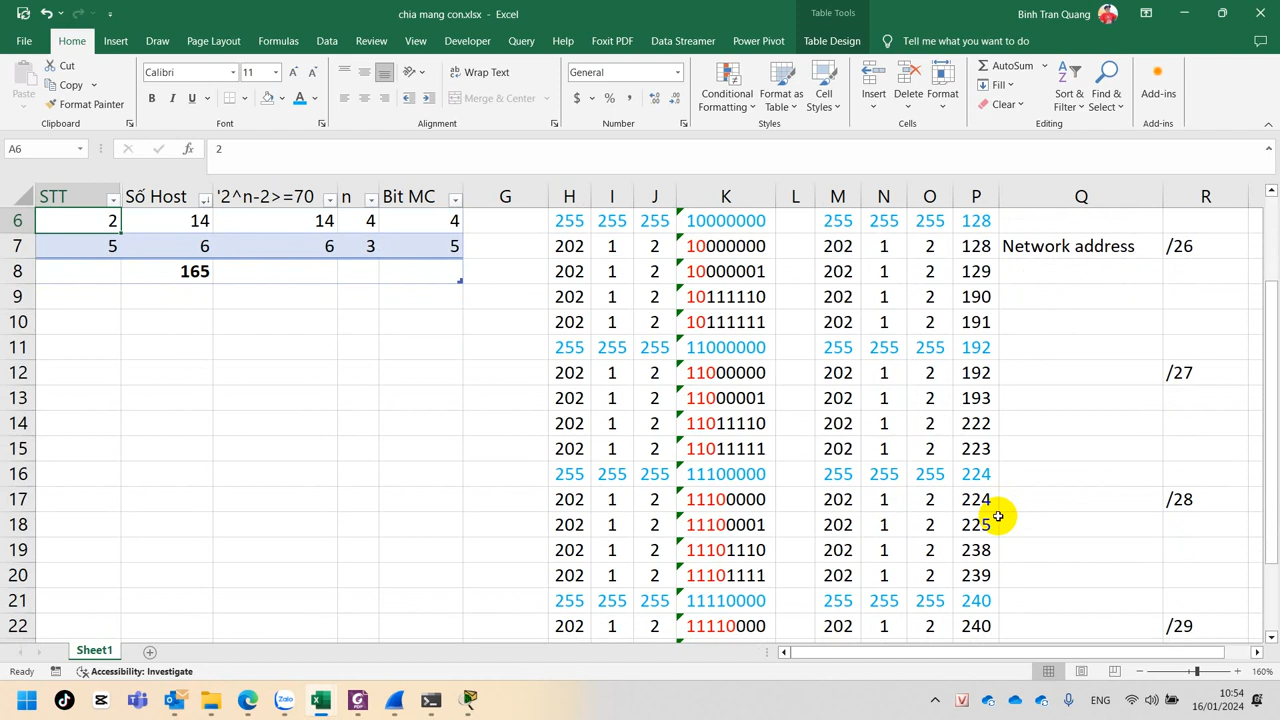 chia mang con.xlsx - Excel
Table Tools
Binh Tran Quang
File Home Insert Draw Page Layout Formulas Data Review View Developer Query Help Foxit PDF Data Streamer Power Pivot Table Design Tell me what you want to do
Paste
Cut
Copy
Format Painter
Clipboard
Calibri 11
B I U
A A
Font
Wrap Text
Merge & Center
Alignment
General
$ % ,
Number
Conditional Formatting
Format as Table
Cell Styles
Styles
Insert Delete Format
Cells
AutoSum
Fill
Clear
Sort & Filter
Find & Select
Editing
Add-ins
Add-ins
A6 fx 2
STT Số Host '2^n-2>=70 n Bit MC G H I J K L M N O P Q R
6 2 14 14 4 4 255 255 255 10000000 255 255 255 128
7 5 6 6 3 5 202 1 2 10000000 202 1 2 128 Network address /26
8 165 202 1 2 10000001 202 1 2 129
9 202 1 2 10111110 202 1 2 190
10 202 1 2 10111111 202 1 2 191
11 255 255 255 11000000 255 255 255 192
12 202 1 2 11000000 202 1 2 192 /27
13 202 1 2 11000001 202 1 2 193
14 202 1 2 11011110 202 1 2 222
15 202 1 2 11011111 202 1 2 223
16 255 255 255 11100000 255 255 255 224
17 202 1 2 11100000 202 1 2 224 /28
18 202 1 2 11100001 202 1 2 225
19 202 1 2 11101110 202 1 2 238
20 202 1 2 11101111 202 1 2 239
21 255 255 255 11110000 255 255 255 240
22 202 1 2 11110000 202 1 2 240 /29
Sheet1
Ready Accessibility: Investigate 160%
Zalo ENG 10:54
16/01/2024